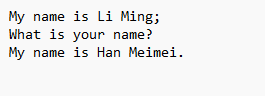 My name is Li Ming;
What is your name?
My name is Han Meimei.